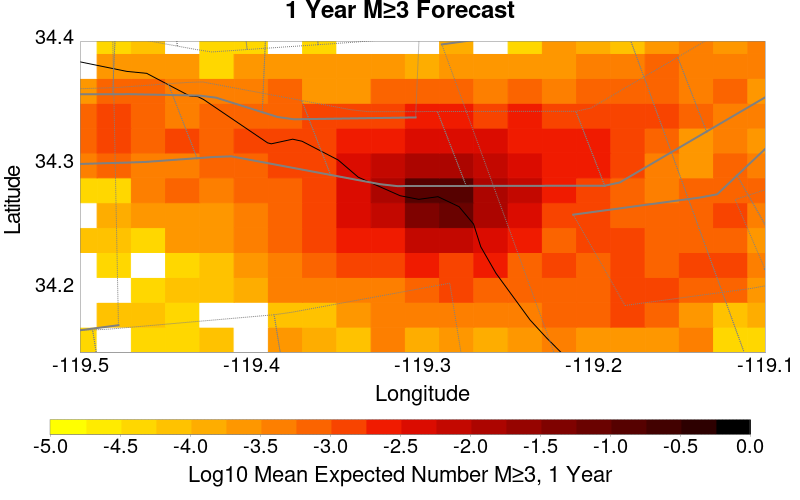 1 Year M≥3 Forecast
34.4
34.3
34.2
Latitude
-119.5 -119.4 -119.3 -119.2 -119.1
Longitude
-5.0 -4.5 -4.0 -3.5 -3.0 -2.5 -2.0 -1.5 -1.0 -0.5 0.0
Log10 Mean Expected Number M≥3, 1 Year